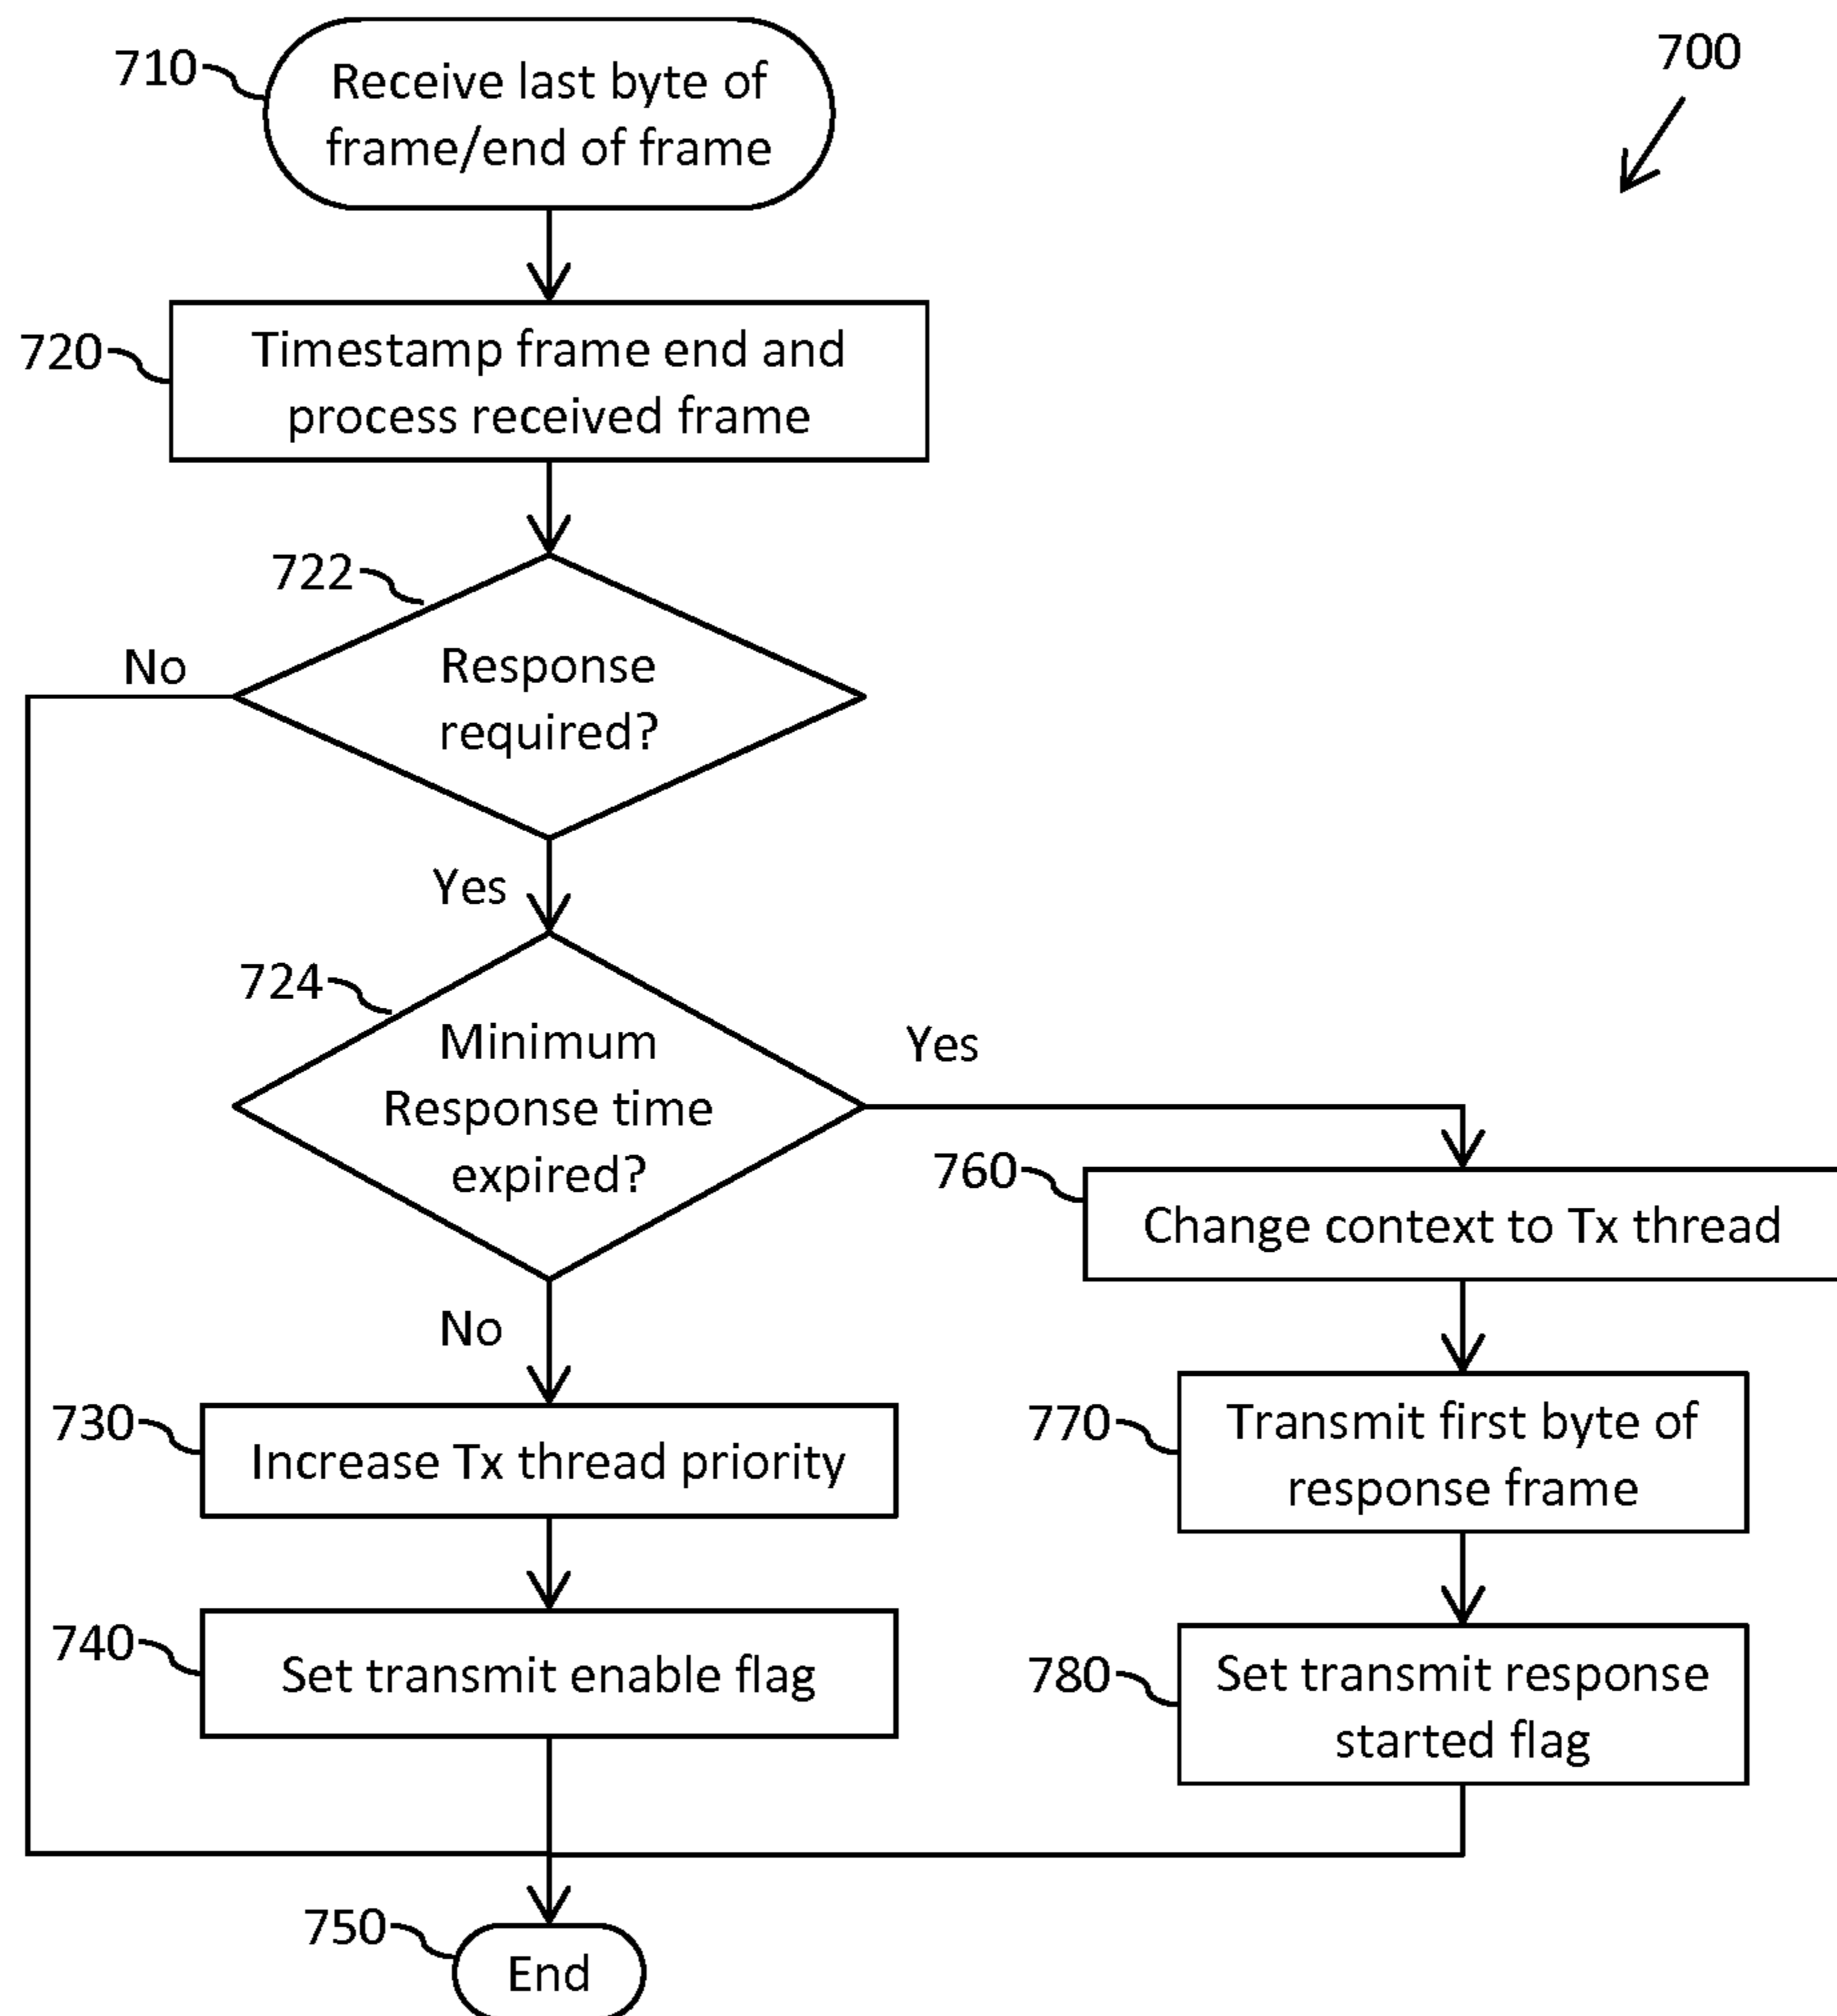 700
710
Receive last byte of
frame/end of frame
720
Timestamp frame end and
process received frame
722
Response
required?
No
Yes
724
Minimum
Response time
expired?
Yes
No
760
Change context to Tx thread
730
Increase Tx thread priority
770
Transmit first byte of
response frame
740
Set transmit enable flag
780
Set transmit response
started flag
750
End